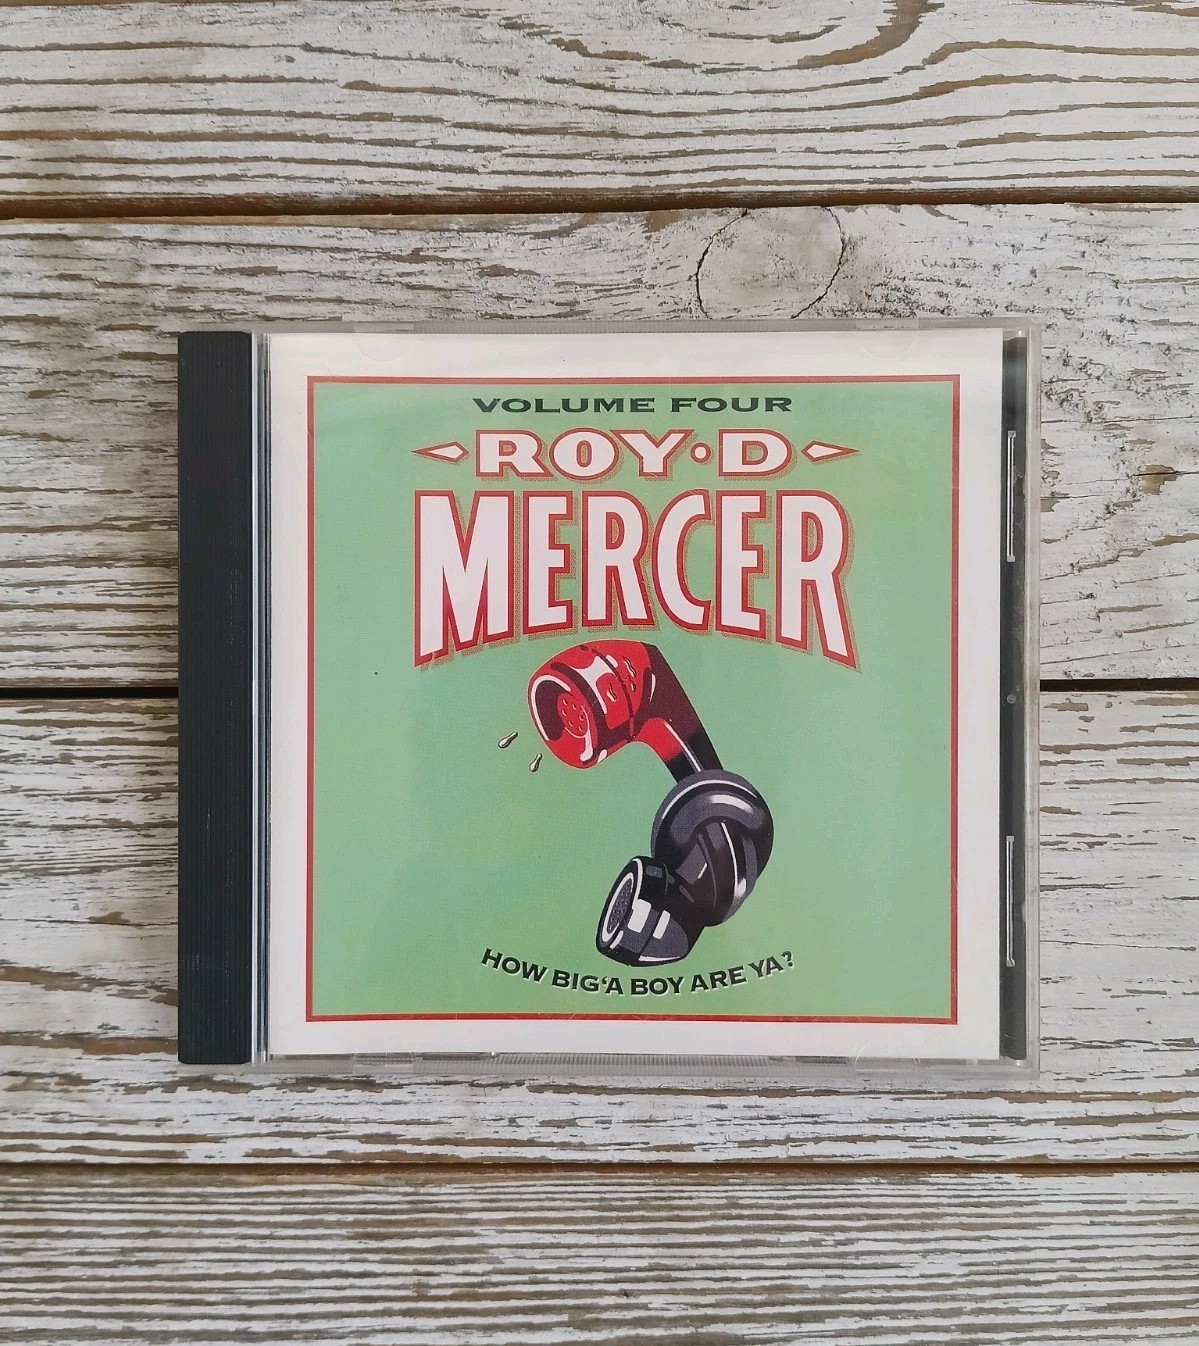 VOLUME FOUR
ROY•D
MERCER
HOW BIG'A BOY ARE YA?